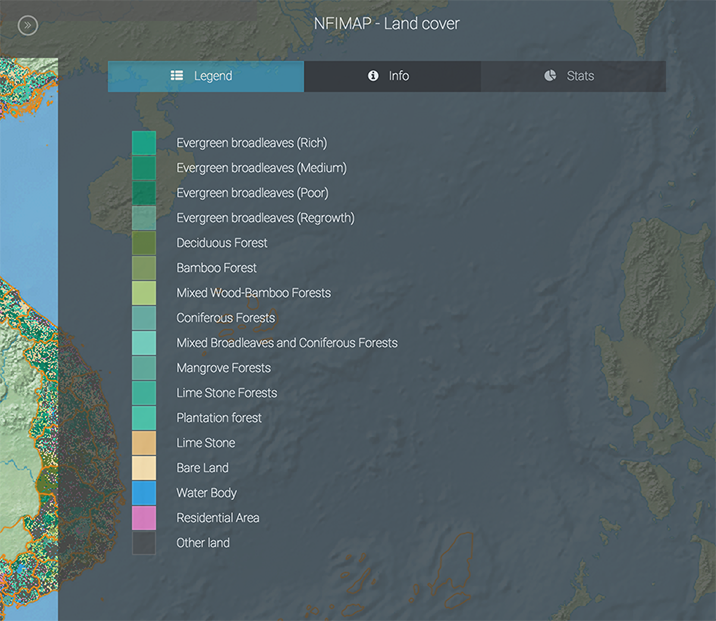 NFIMAP - Land cover
Legend
Info
Stats
Evergreen broadleaves (Rich)
Evergreen broadleaves (Medium)
Evergreen broadleaves (Poor)
Evergreen broadleaves (Regrowth)
Deciduous Forest
Bamboo Forest
Mixed Wood-Bamboo Forests
Coniferous Forests
Mixed Broadleaves and Coniferous Forests
Mangrove Forests
Lime Stone Forests
Plantation forest
Lime Stone
Bare Land
Water Body
Residential Area
Other land